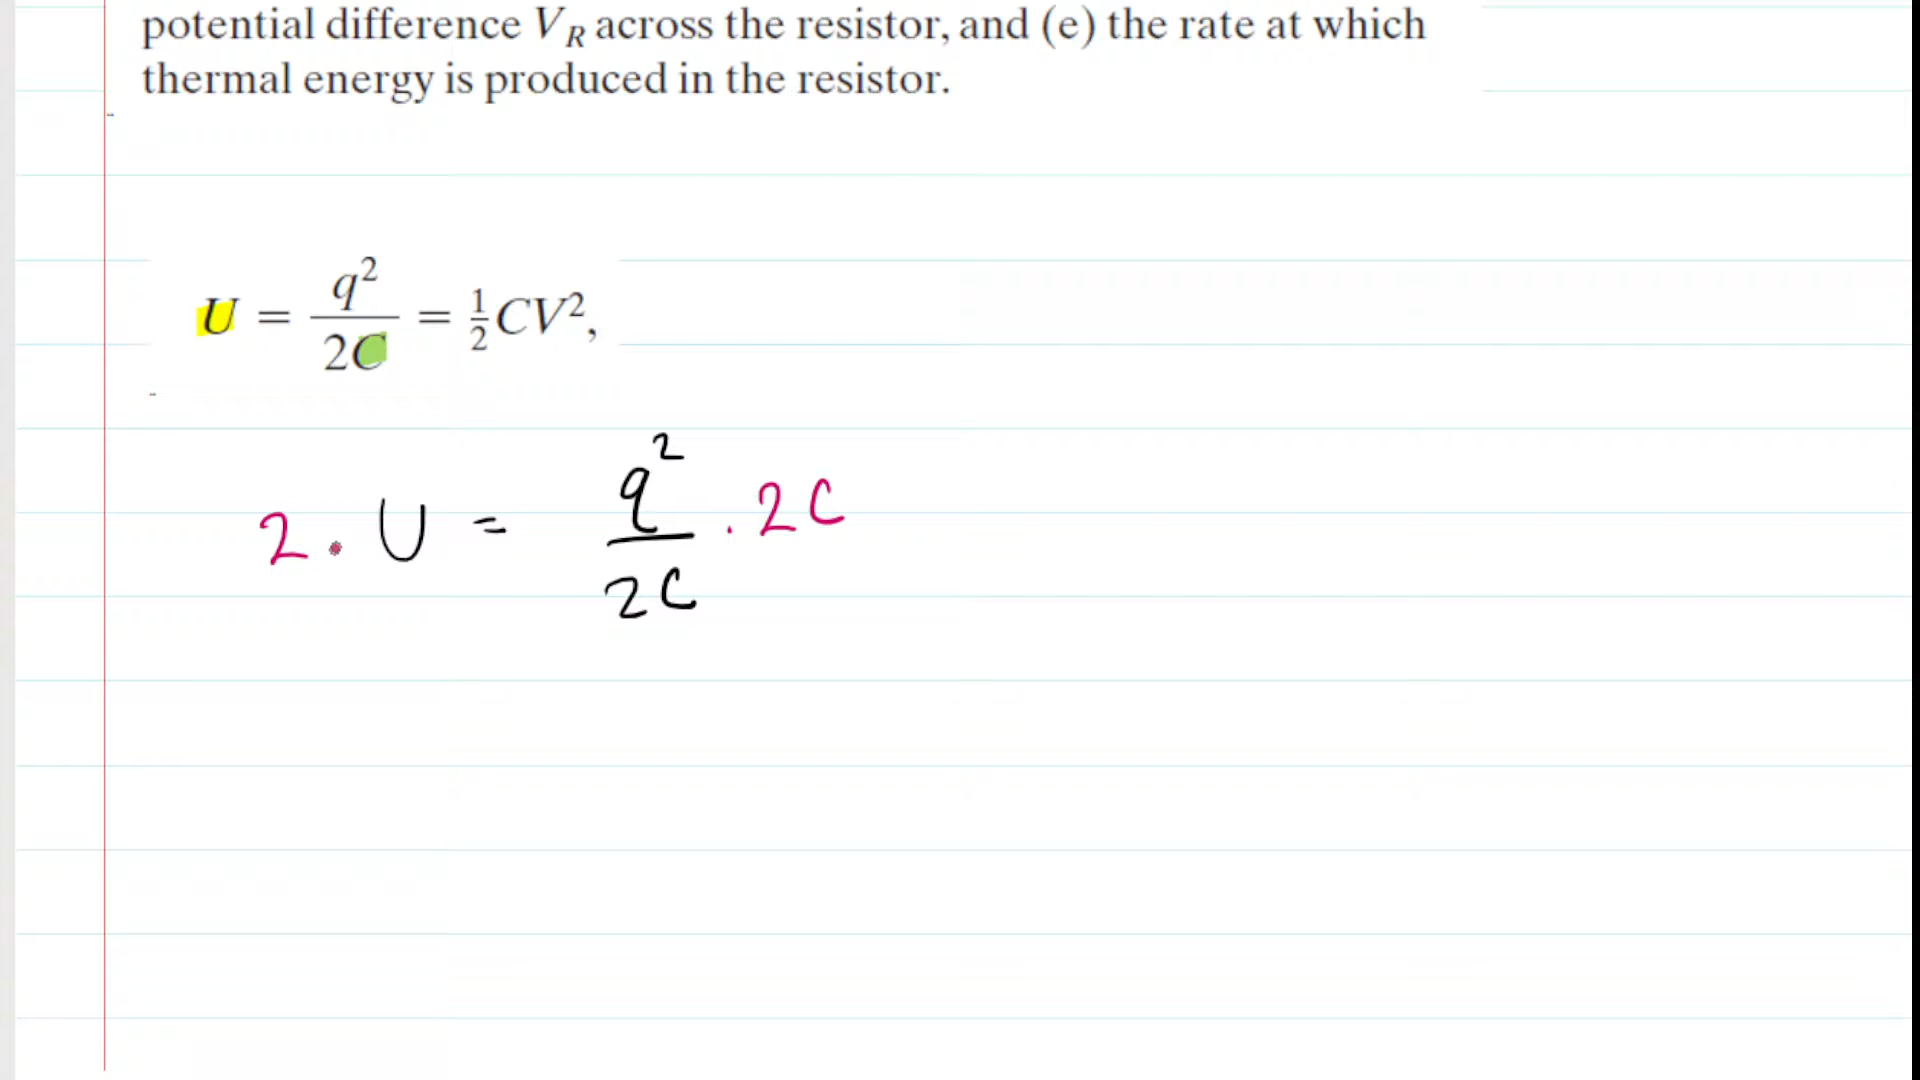 potential difference V_R across the resistor, and (e) the rate at which
thermal energy is produced in the resistor.
U = q²/2C = ½CV²,
2 · U = q²/2C · 2C